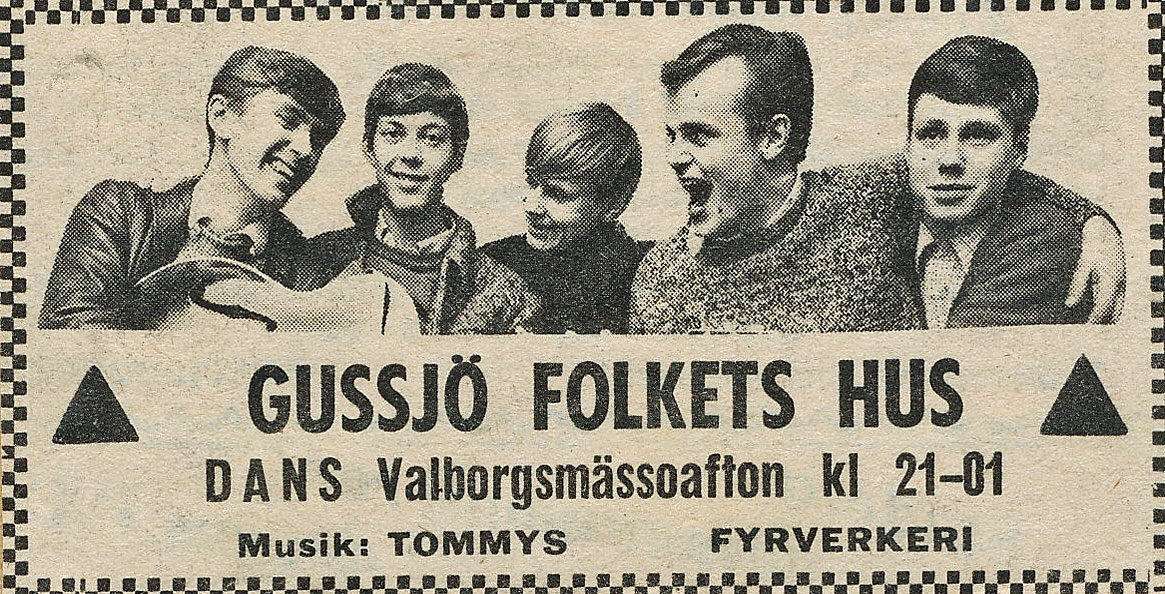 GUSSJÖ FOLKETS HUS
DANS Valborgsmässoafton kl 21–01
Musik: TOMMYS FYRVERKERI